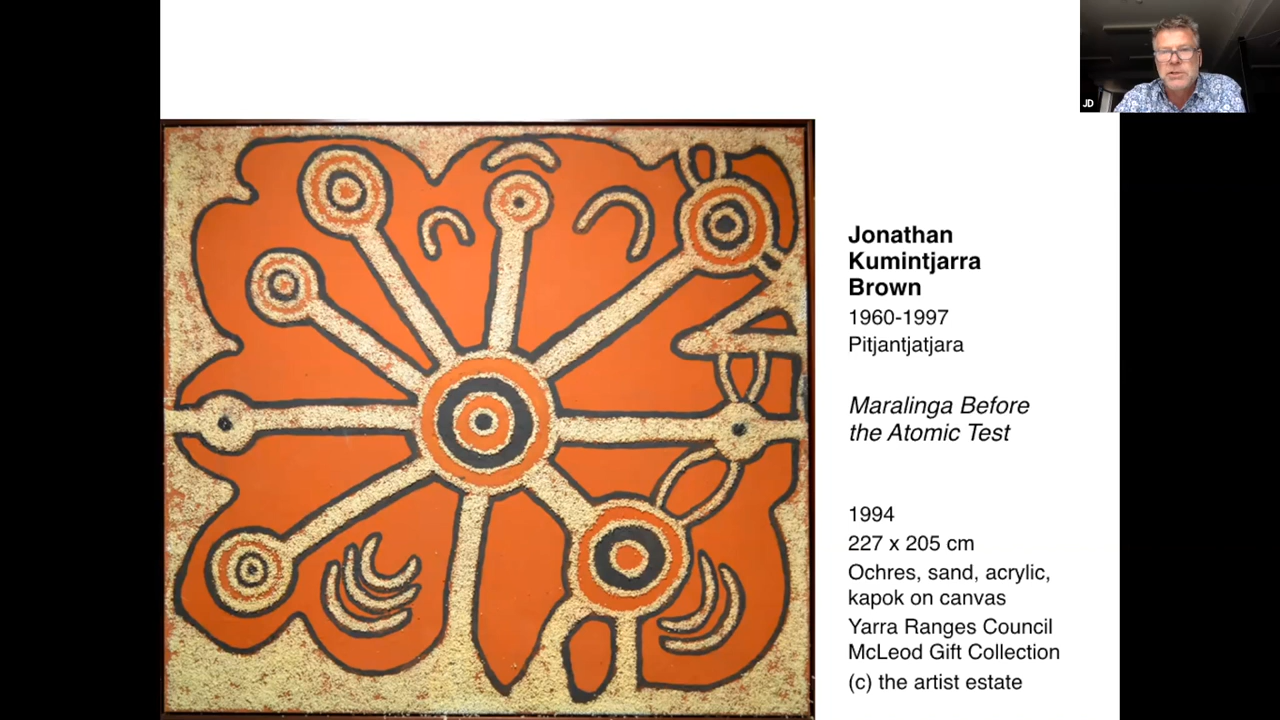 JD
Jonathan
Kumintjarra
Brown
1960-1997
Pitjantjatjara
Maralinga Before
the Atomic Test
1994
227 x 205 cm
Ochres, sand, acrylic,
kapok on canvas
Yarra Ranges Council
McLeod Gift Collection
(c) the artist estate